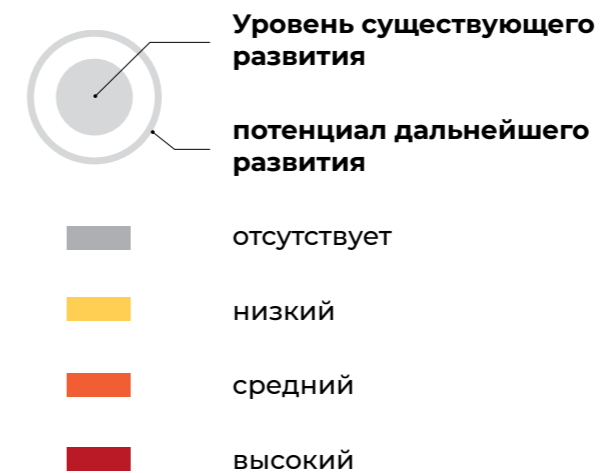 Уровень существующего
развития
потенциал дальнейшего
развития
отсутствует
низкий
средний
высокий